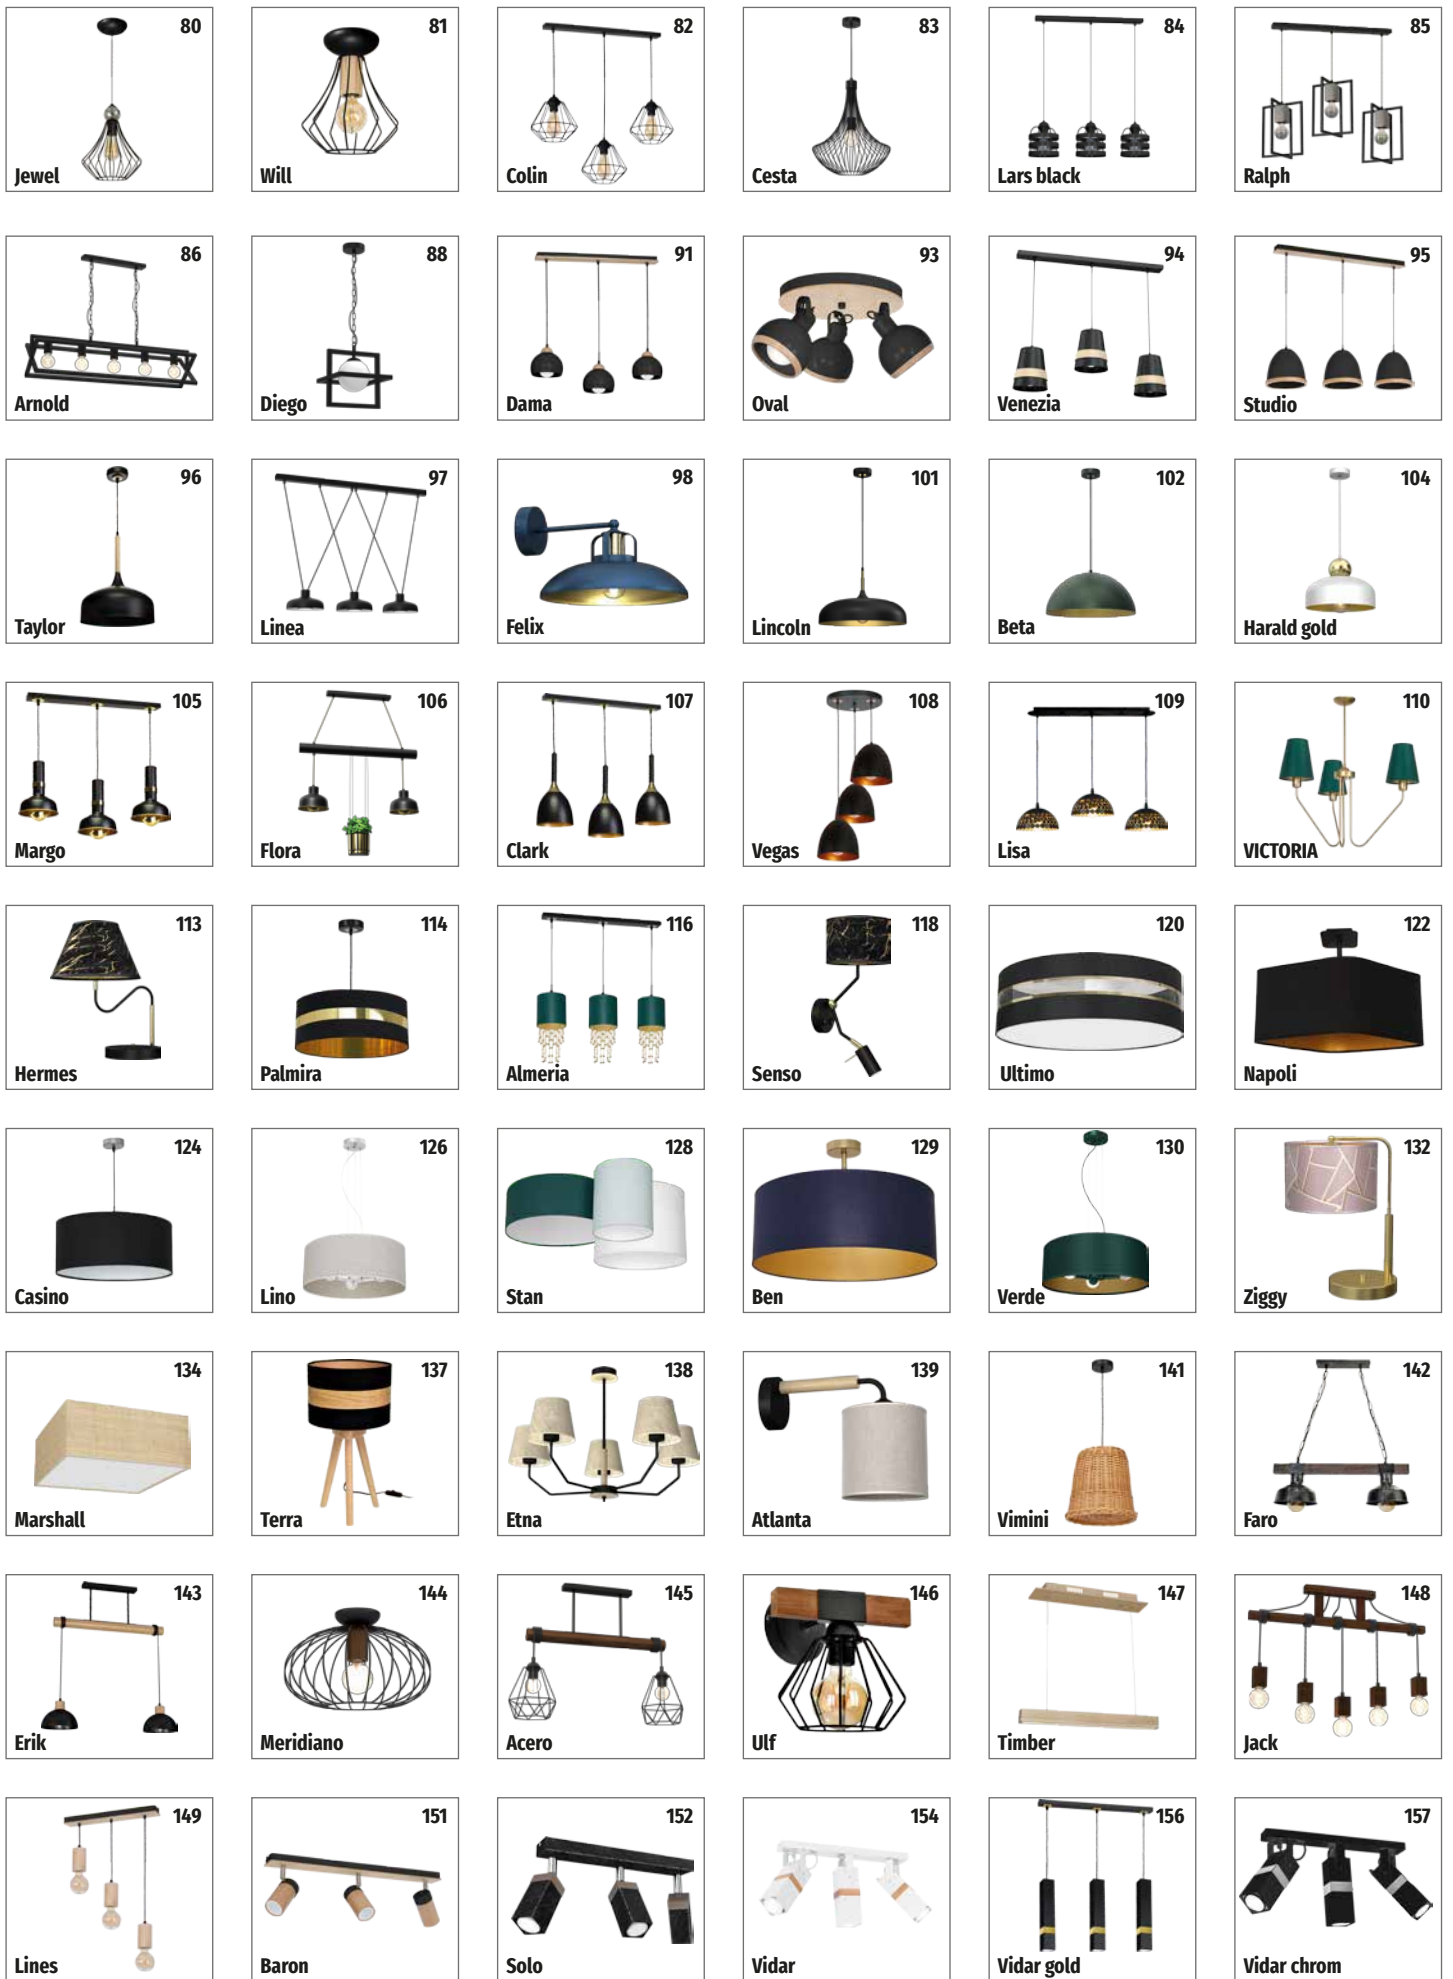 80
Jewel
81
Will
82
Colin
83
Cesta
84
Lars black
85
Ralph
86
Arnold
88
Diego
91
Dama
93
Oval
94
Venezia
95
Studio
96
Taylor
97
Linea
98
Felix
101
Lincoln
102
Beta
104
Harald gold
105
Margo
106
Flora
107
Clark
108
Vegas
109
Lisa
110
VICTORIA
113
Hermes
114
Palmira
116
Almeria
118
Senso
120
Ultimo
122
Napoli
124
Casino
126
Lino
128
Stan
129
Ben
130
Verde
132
Ziggy
134
Marshall
137
Terra
138
Etna
139
Atlanta
141
Vimini
142
Faro
143
Erik
144
Meridiano
145
Acero
146
Ulf
147
Timber
148
Jack
149
Lines
151
Baron
152
Solo
154
Vidar
156
Vidar gold
157
Vidar chrom